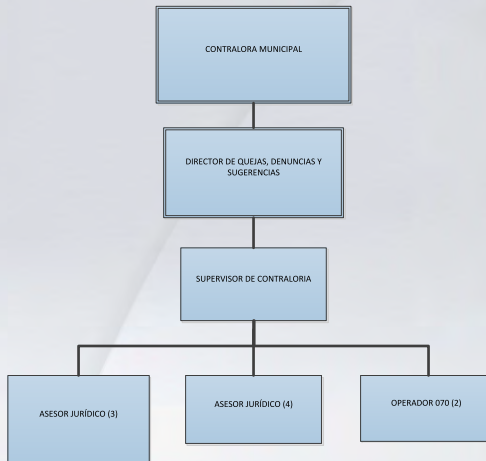 CONTRALORA MUNICIPAL
DIRECTOR DE QUEJAS, DENUNCIAS Y
SUGERENCIAS
SUPERVISOR DE CONTRALORIA
ASESOR JURÍDICO (3)
ASESOR JURÍDICO (4)
OPERADOR 070 (2)